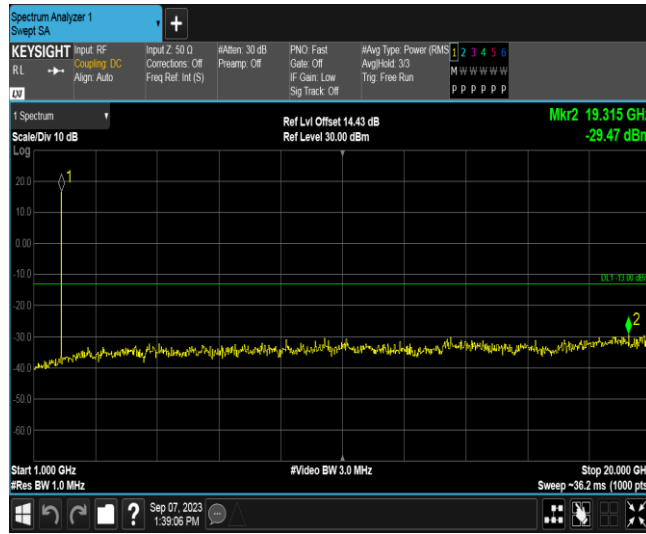 Spectrum Analyzer 1
Swept SA
+
KEYSIGHT
RL
LXI
Input: RF
Coupling: DC
Align: Auto
Input Z: 50 Ω
Corrections: Off
Freq Ref: Int (S)
#Atten: 30 dB
Preamp: Off
PNO: Fast
Gate: Off
IF Gain: Low
Sig Track: Off
#Avg Type: Power (RMS
Avg|Hold: 3/3
Trig: Free Run
1 2 3 4 5 6
M W W W W W
P P P P P P
1 Spectrum
Scale/Div 10 dB
Log
Ref Lvl Offset 14.43 dB
Ref Level 30.00 dBm
Mkr2 19.315 GHz
-29.47 dBm
1
20.0
10.0
0.00
-10.0
DL1 -13.00 dBm
-20.0
2
-30.0
-40.0
-50.0
-60.0
Start 1.000 GHz
#Res BW 1.0 MHz
#Video BW 3.0 MHz
Stop 20.000 GHz
Sweep ~36.2 ms (1000 pts)
?
Sep 07, 2023
1:39:06 PM